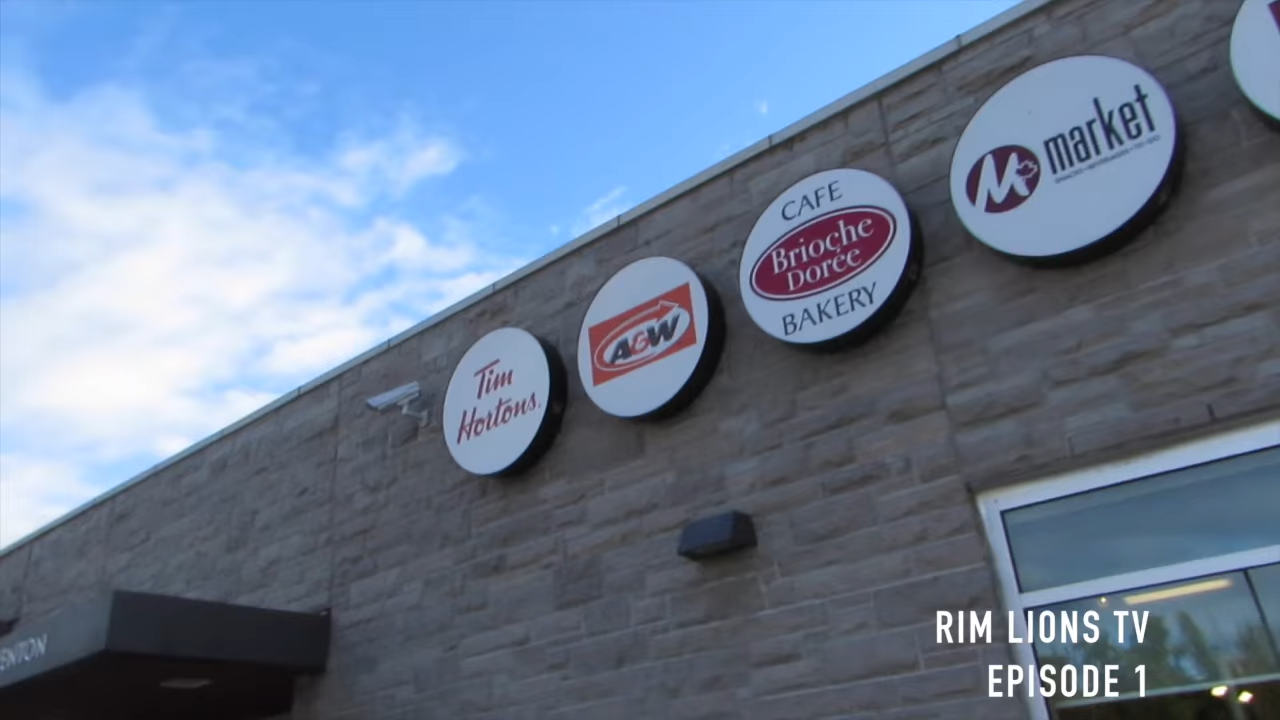 Tim
Hortons.
A&W
CAFE
Brioche
Dorée
BAKERY
M market
RIM LIONS TV
EPISODE 1